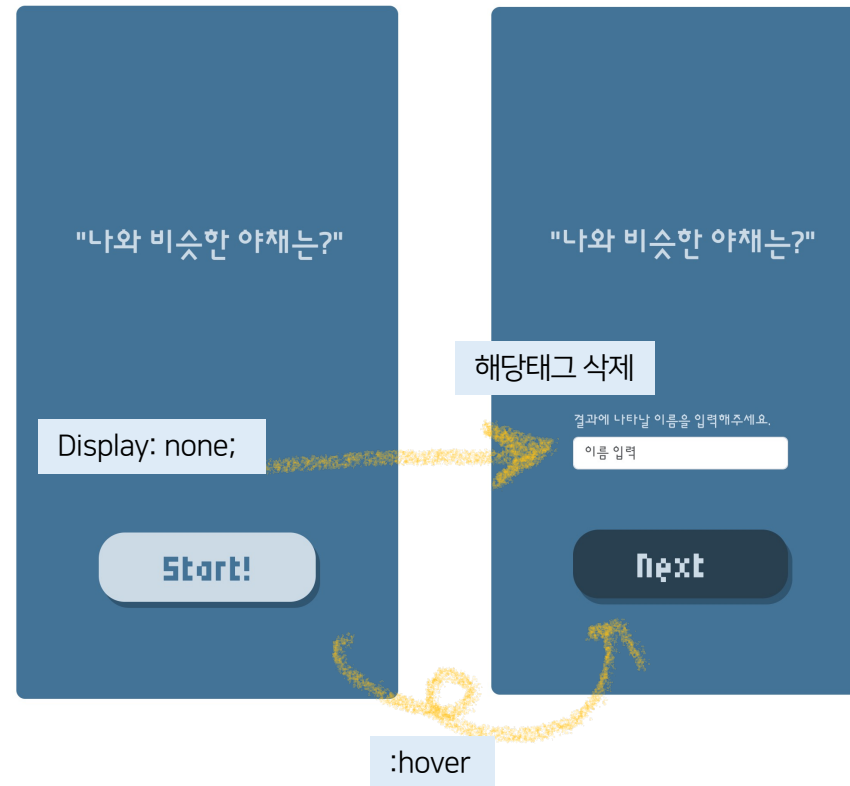 "나와 비슷한 야채는?"
Display: none;
Start!
"나와 비슷한 야채는?"
해당태그 삭제
결과에 나타날 이름을 입력해주세요.
이름 입력
Next
:hover